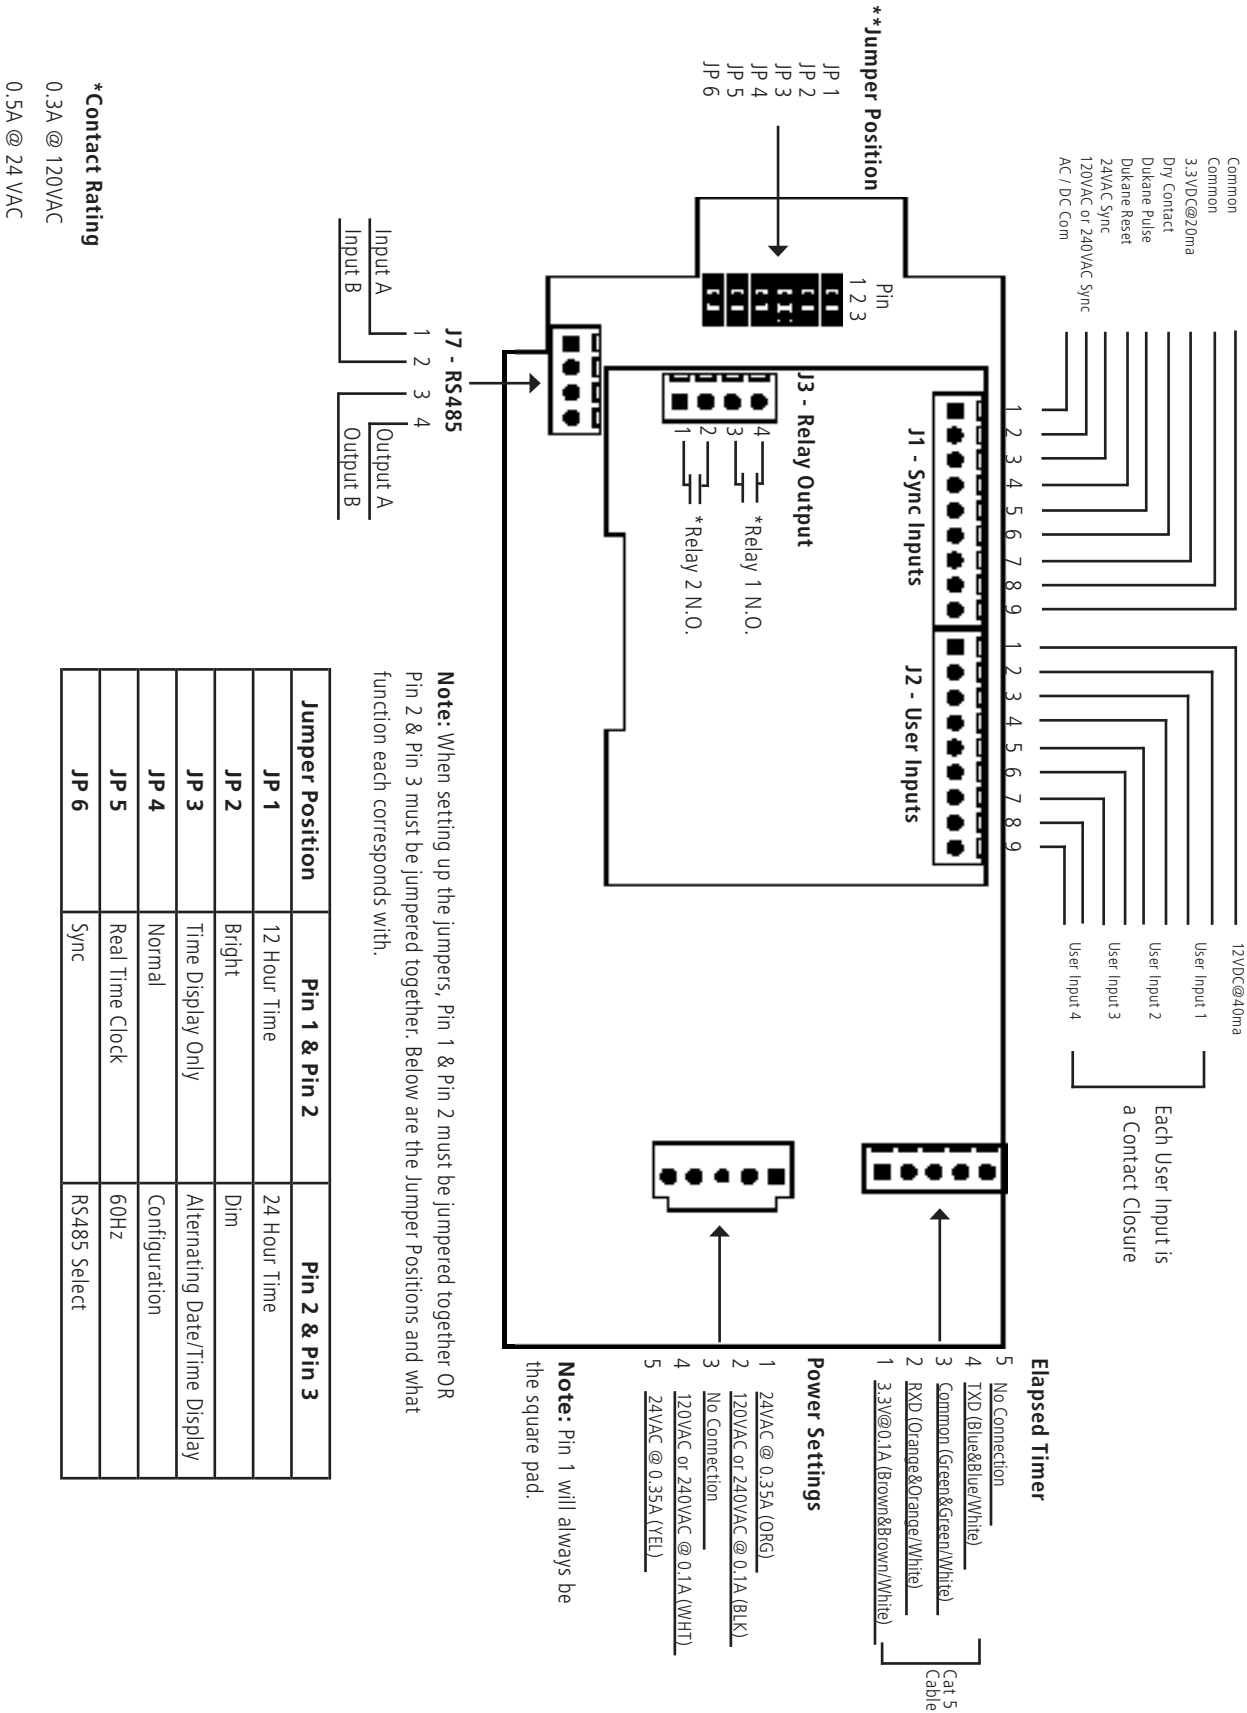 Common
Common
3.3VDC@20ma
Dry Contact
Dukane Pulse
Dukane Reset
24VAC Sync
120VAC or 240VAC Sync
AC / DC Com
12VDC@40ma
User Input 1
User Input 2
User Input 3
User Input 4
Each User Input is
a Contact Closure
1 2 3 4 5 6 7 8 9
1 2 3 4 5 6 7 8 9
J1 - Sync Inputs
J2 - User Inputs
**Jumper Position
JP 1
JP 2
JP 3
JP 4
JP 5
JP 6
Pin
1 2 3
J3 - Relay Output
4
3
2
1
*Relay 1 N.O.
*Relay 2 N.O.
J7 - RS485
1 2 3 4
Input A
Input B
Output A
Output B
Elapsed Timer
5 No Connection
4 TXD (Blue&Blue/White)
3 Common (Green&Green/White)
2 RXD (Orange&Orange/White)
1 3.3V@0.1A (Brown&Brown/White)
Cat 5
Cable
Power Settings
1 24VAC @ 0.35A (ORG)
2 120VAC or 240VAC @ 0.1A (BLK)
3 No Connection
4 120VAC or 240VAC @ 0.1A (WHT)
5 24VAC @ 0.35A (YEL)
Note: Pin 1 will always be
the square pad.
*Contact Rating
0.3A @ 120VAC
0.5A @ 24 VAC
Note: When setting up the jumpers, Pin 1 & Pin 2 must be jumpered together OR
Pin 2 & Pin 3 must be jumpered together. Below are the Jumper Positions and what
function each corresponds with.
Jumper Position Pin 1 & Pin 2 Pin 2 & Pin 3
JP 1 12 Hour Time 24 Hour Time
JP 2 Bright Dim
JP 3 Time Display Only Alternating Date/Time Display
JP 4 Normal Configuration
JP 5 Real Time Clock 60Hz
JP 6 Sync RS485 Select